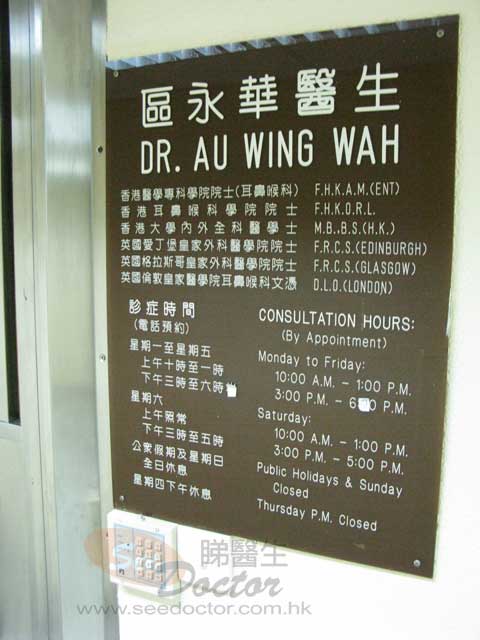 區永華醫生
DR. AU WING WAH
香港醫學專科學院院士(耳鼻喉科) F.H.K.A.M.(ENT)
香港耳鼻喉科學院院士 F.H.K.O.R.L.
香港大學內外全科醫學士 M.B.,B.S.(H.K.)
英國愛丁堡皇家外科醫學院院士 F.R.C.S.(EDINBURGH)
英國格拉斯哥皇家外科醫學院院士 F.R.C.S.(GLASGOW)
英國倫敦皇家醫學院耳鼻喉科文憑 D.L.O.(LONDON)
診症時間
(電話預約)
星期一至星期五
上午十時至一時
下午三時至六時
星期六
上午照常
下午三時至五時
公衆假期及星期日
全日休息
星期四下午休息
CONSULTATION HOURS:
(By Appointment)
Monday to Friday:
10:00 A.M. - 1:00 P.M.
3:00 P.M. - 6 0 P.M.
Saturday:
10:00 A.M. - 1:00 P.M.
3:00 P.M. - 5:00 P.M.
Public Holidays & Sunday
Closed
Thursday P.M. Closed
睇醫生
Doctor
www.seedoctor.com.hk